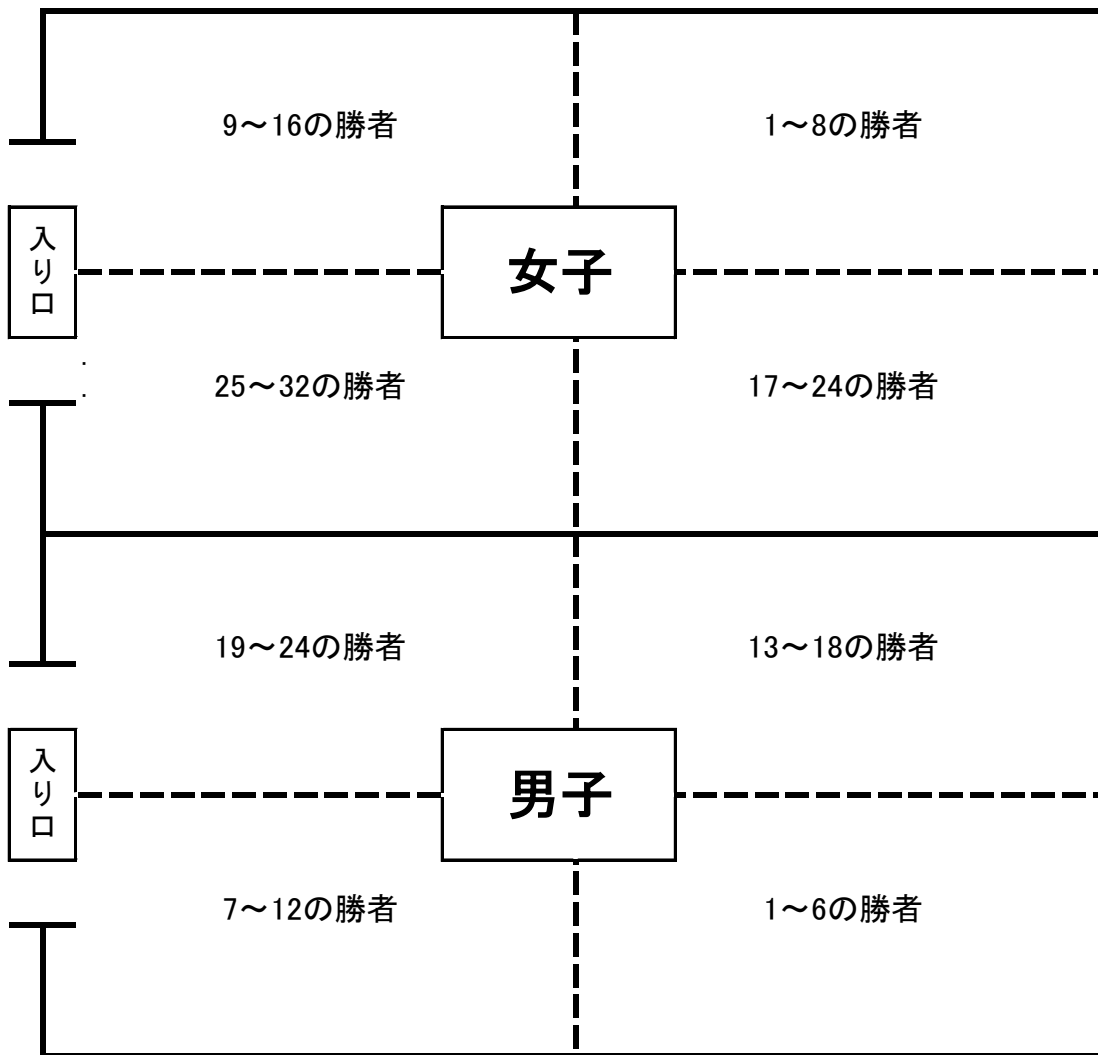 9～16の勝者
1～8の勝者
入り口
女子
25～32の勝者
17～24の勝者
19～24の勝者
13～18の勝者
入り口
男子
7～12の勝者
1～6の勝者